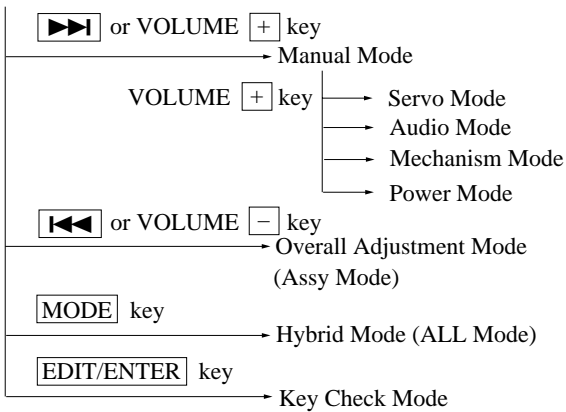 ▶▶I or VOLUME + key
Manual Mode
VOLUME + key
Servo Mode
Audio Mode
Mechanism Mode
Power Mode
I◀◀ or VOLUME − key
Overall Adjustment Mode
(Assy Mode)
MODE key
Hybrid Mode (ALL Mode)
EDIT/ENTER key
Key Check Mode